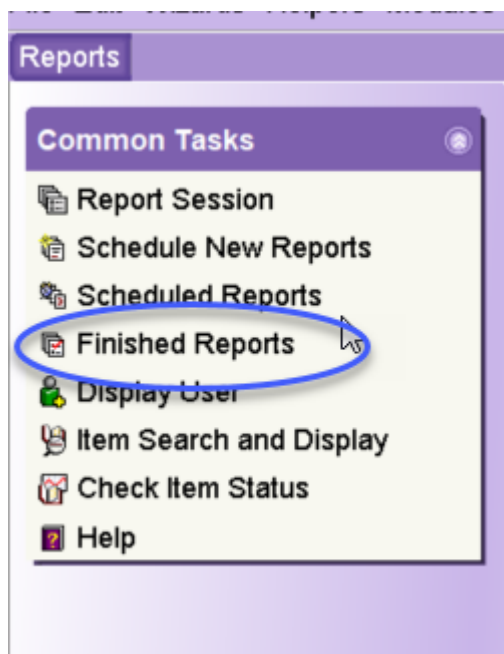 Reports
Common Tasks
Report Session
Schedule New Reports
Scheduled Reports
Finished Reports
Display User
Item Search and Display
Check Item Status
Help